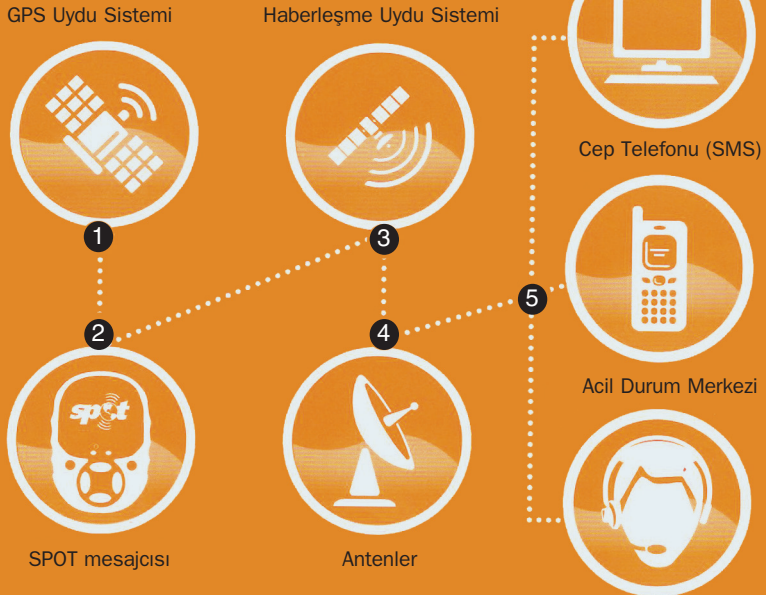 GPS Uydu Sistemi
Haberleşme Uydu Sistemi
Cep Telefonu (SMS)
1
3
2
4
5
spot
Acil Durum Merkezi
SPOT mesajcısı
Antenler